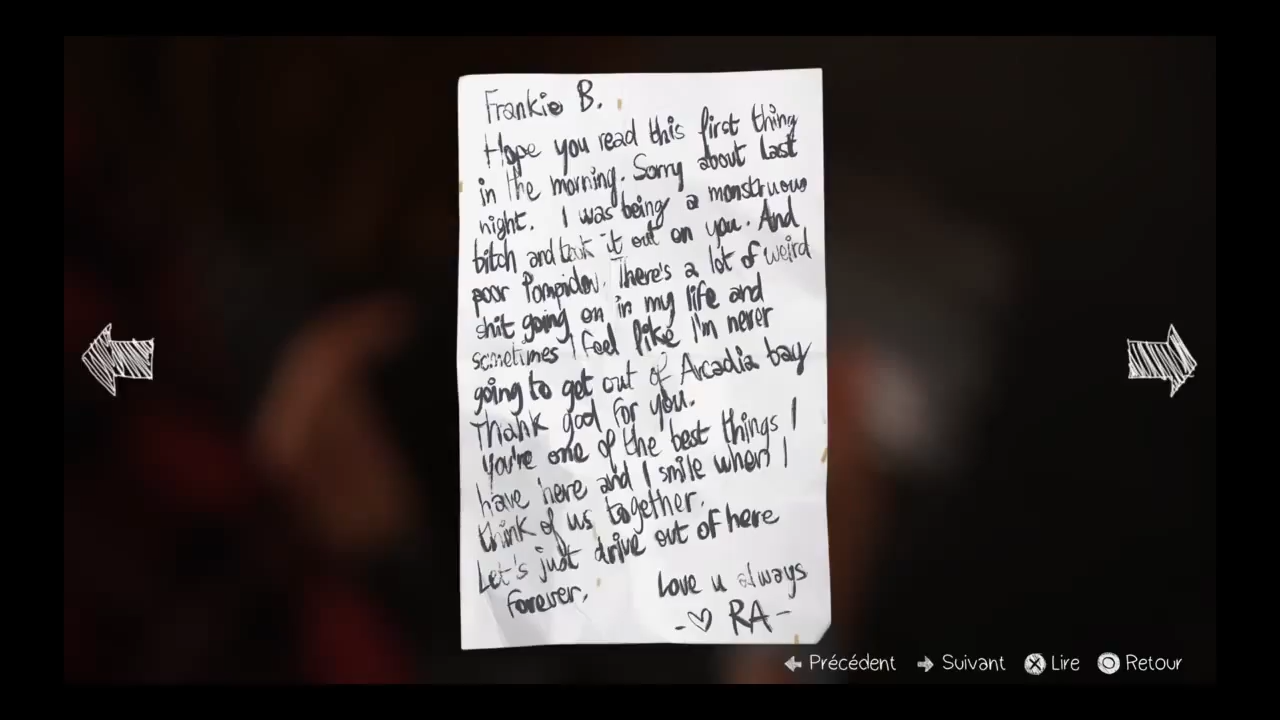 Frankie B.
Hope you read this first thing
in the morning. Sorry about last
night. I was being a monstruous
bitch and took it out on you. And
poor Pompidou. There's a lot of weird
shit going on in my life and
sometimes I feel like I'm never
going to get out of Arcadia bay
Thank god for you.
You're one of the best things I
have here and I smile when I
think of us together.
Let's just drive out of here
forever.
Love u always
- ♡ RA -
Précédent Suivant X Lire Retour